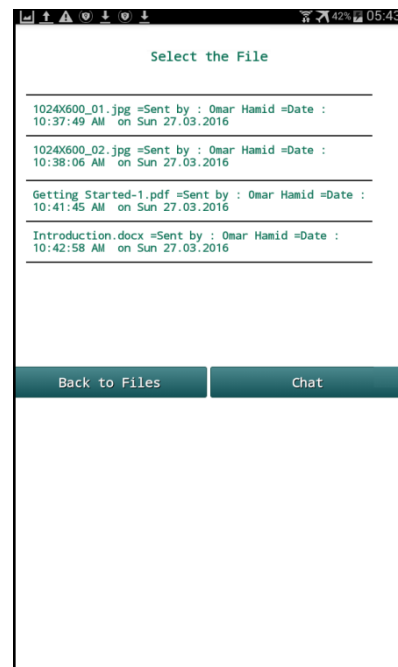 42% 05:43
Select the File
1024X600_01.jpg =Sent by : Omar Hamid =Date :
10:37:49 AM  on Sun 27.03.2016
1024X600_02.jpg =Sent by : Omar Hamid =Date :
10:38:06 AM  on Sun 27.03.2016
Getting Started-1.pdf =Sent by : Omar Hamid =Date :
10:41:45 AM  on Sun 27.03.2016
Introduction.docx =Sent by : Omar Hamid =Date :
10:42:58 AM  on Sun 27.03.2016
Back to Files
Chat